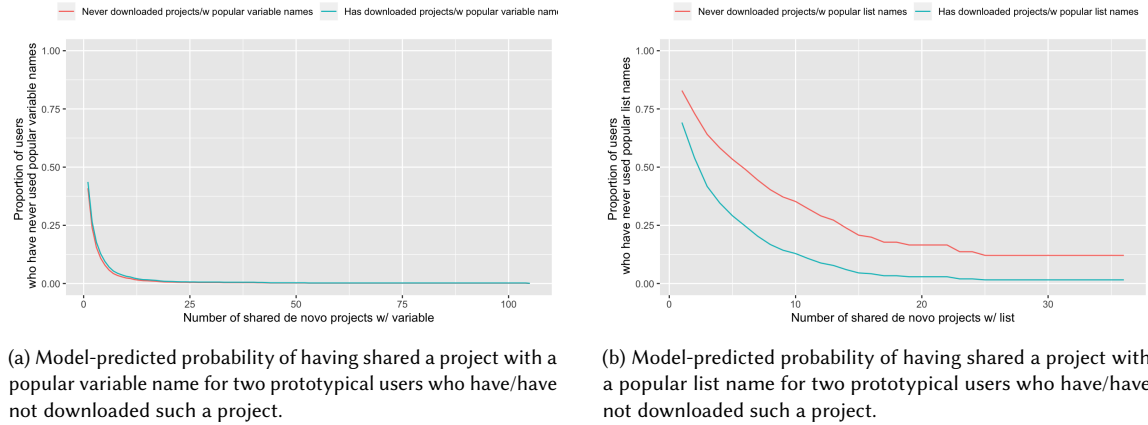 Never downloaded projects/w popular variable names Has downloaded projects/w popular variable nam
Proportion of users
who have never used popular variable names
1.00
0.75
0.50
0.25
0.00
0 25 50 75 100
Number of shared de novo projects w/ variable
(a) Model-predicted probability of having shared a project with a
popular variable name for two prototypical users who have/have
not downloaded such a project.
Never downloaded projects/w popular list names Has downloaded projects/w popular list names
Proportion of users
who have never used popular list names
1.00
0.75
0.50
0.25
0.00
0 10 20 30
Number of shared de novo projects w/ list
(b) Model-predicted probability of having shared a project with
a popular list name for two prototypical users who have/have
not downloaded such a project.